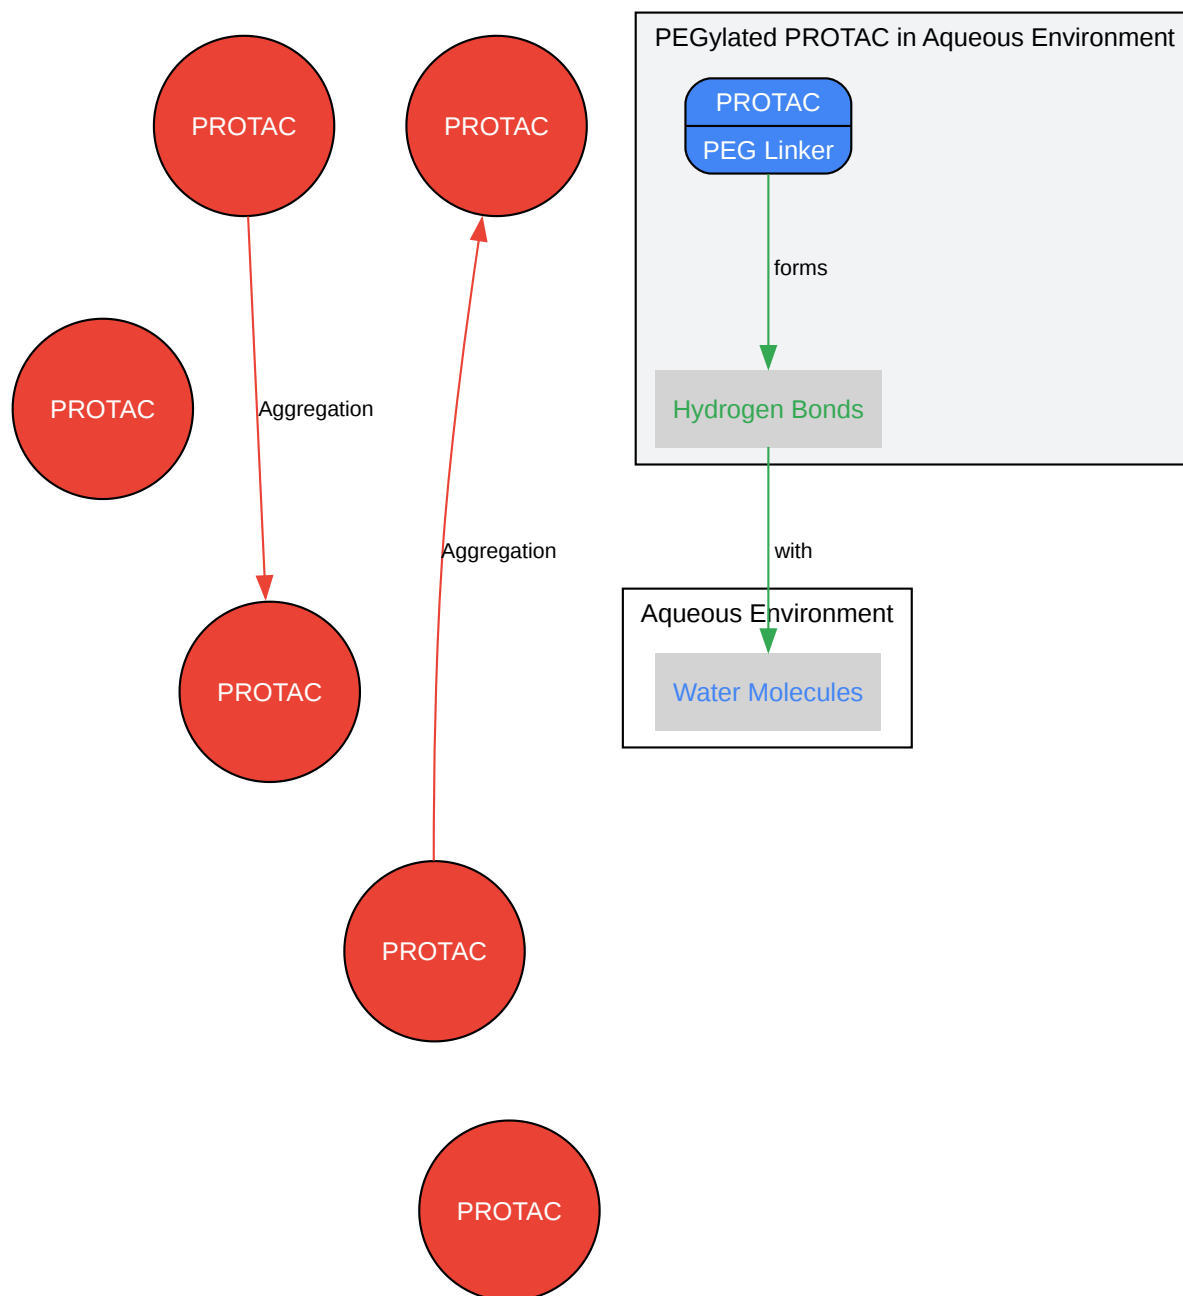 PROTAC
PROTAC
PROTAC
Aggregation
PROTAC
Aggregation
PROTAC
PROTAC
PEGylated PROTAC in Aqueous Environment
PROTAC
PEG Linker
forms
Hydrogen Bonds
with
Aqueous Environment
Water Molecules